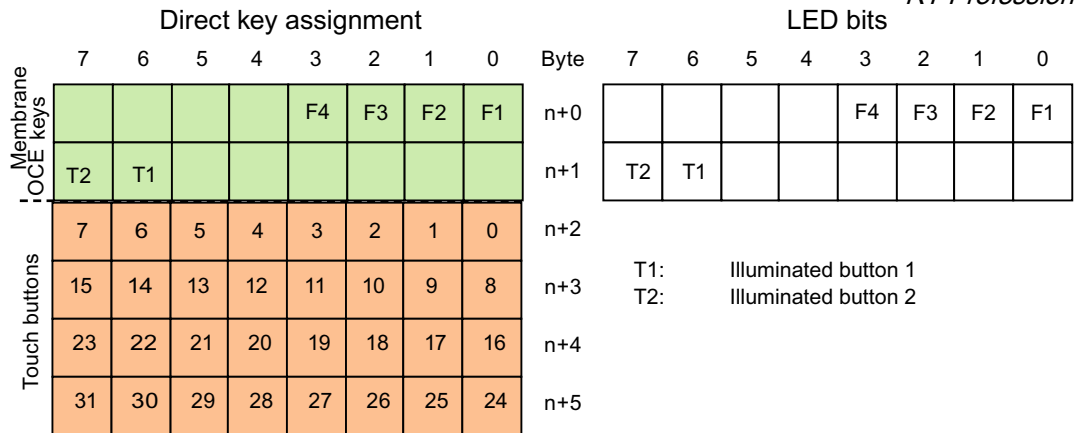 Direct key assignment LED bits
7 6 5 4 3 2 1 0 Byte 7 6 5 4 3 2 1 0
Membrane
OCE keys
F4 F3 F2 F1 n+0 F4 F3 F2 F1
T2 T1 n+1 T2 T1
Touch buttons
7 6 5 4 3 2 1 0 n+2
15 14 13 12 11 10 9 8 n+3
T1: Illuminated button 1
T2: Illuminated button 2
23 22 21 20 19 18 17 16 n+4
31 30 29 28 27 26 25 24 n+5